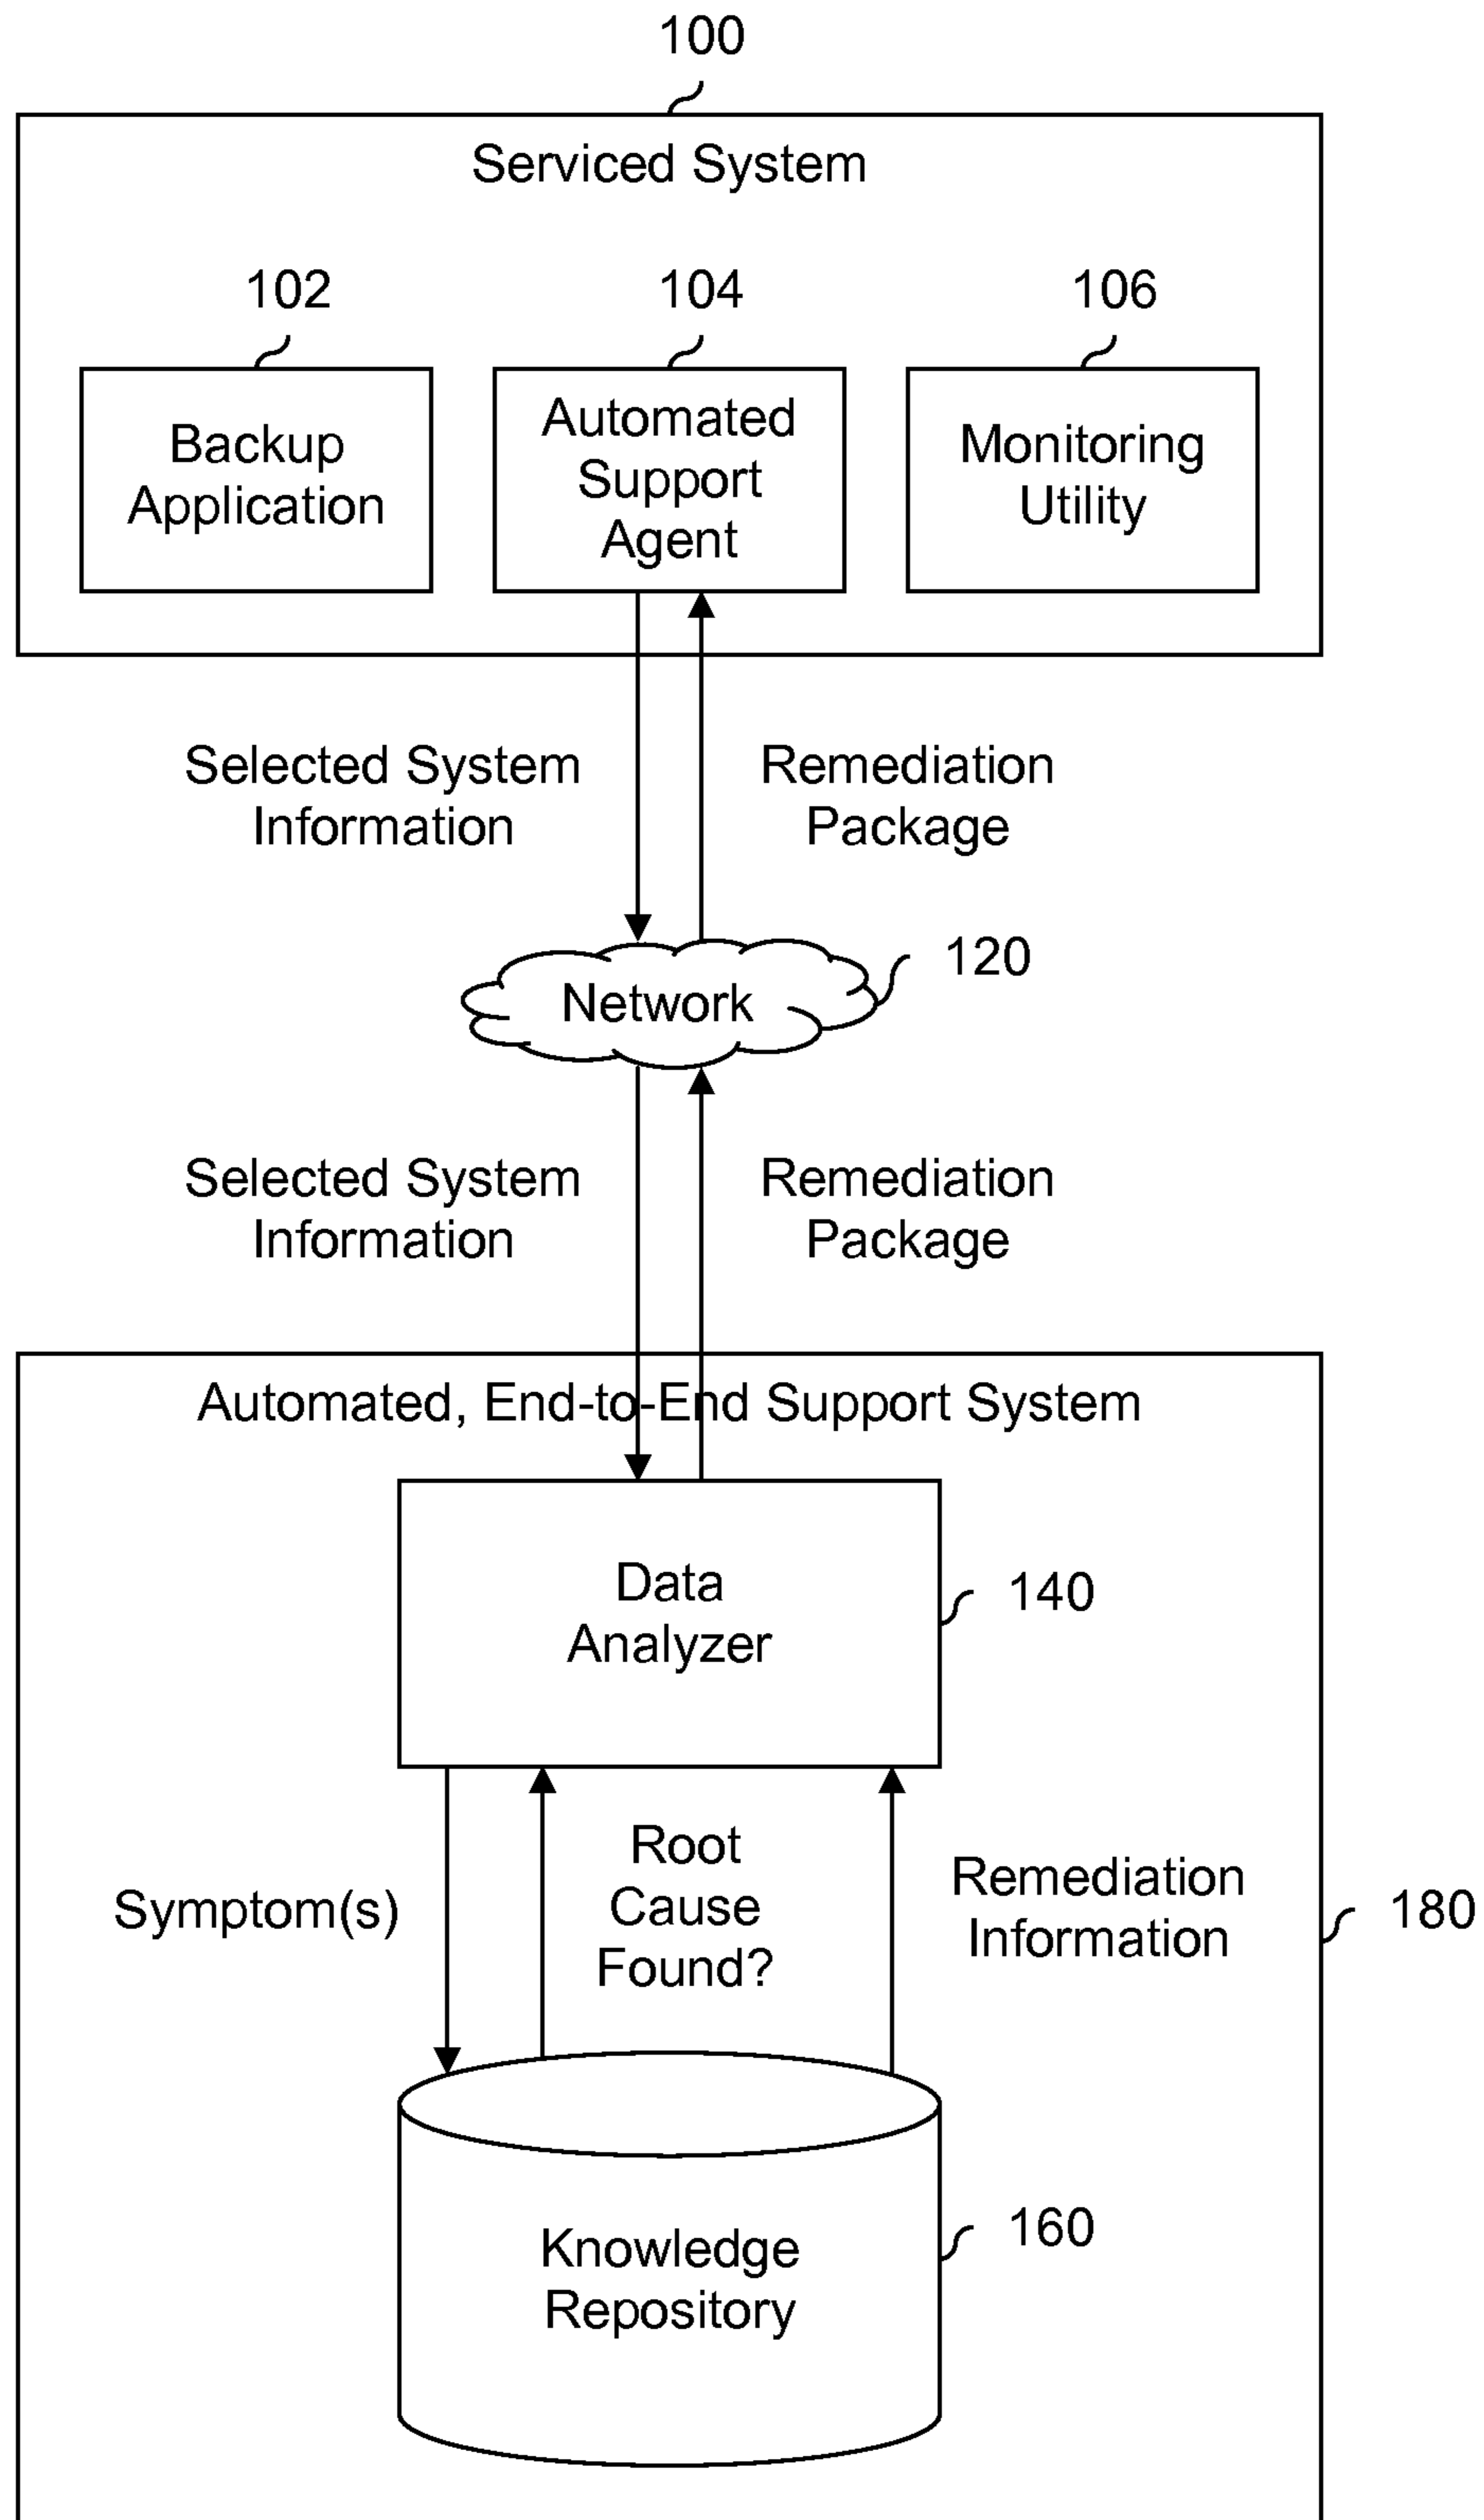 100
Serviced System
102
104
106
Backup
Application
Automated
Support
Agent
Monitoring
Utility
Selected System
Information
Remediation
Package
Network
120
Selected System
Information
Remediation
Package
Automated, End-to-End Support System
Data
Analyzer
140
Symptom(s)
Root
Cause
Found?
Remediation
Information
180
Knowledge
Repository
160